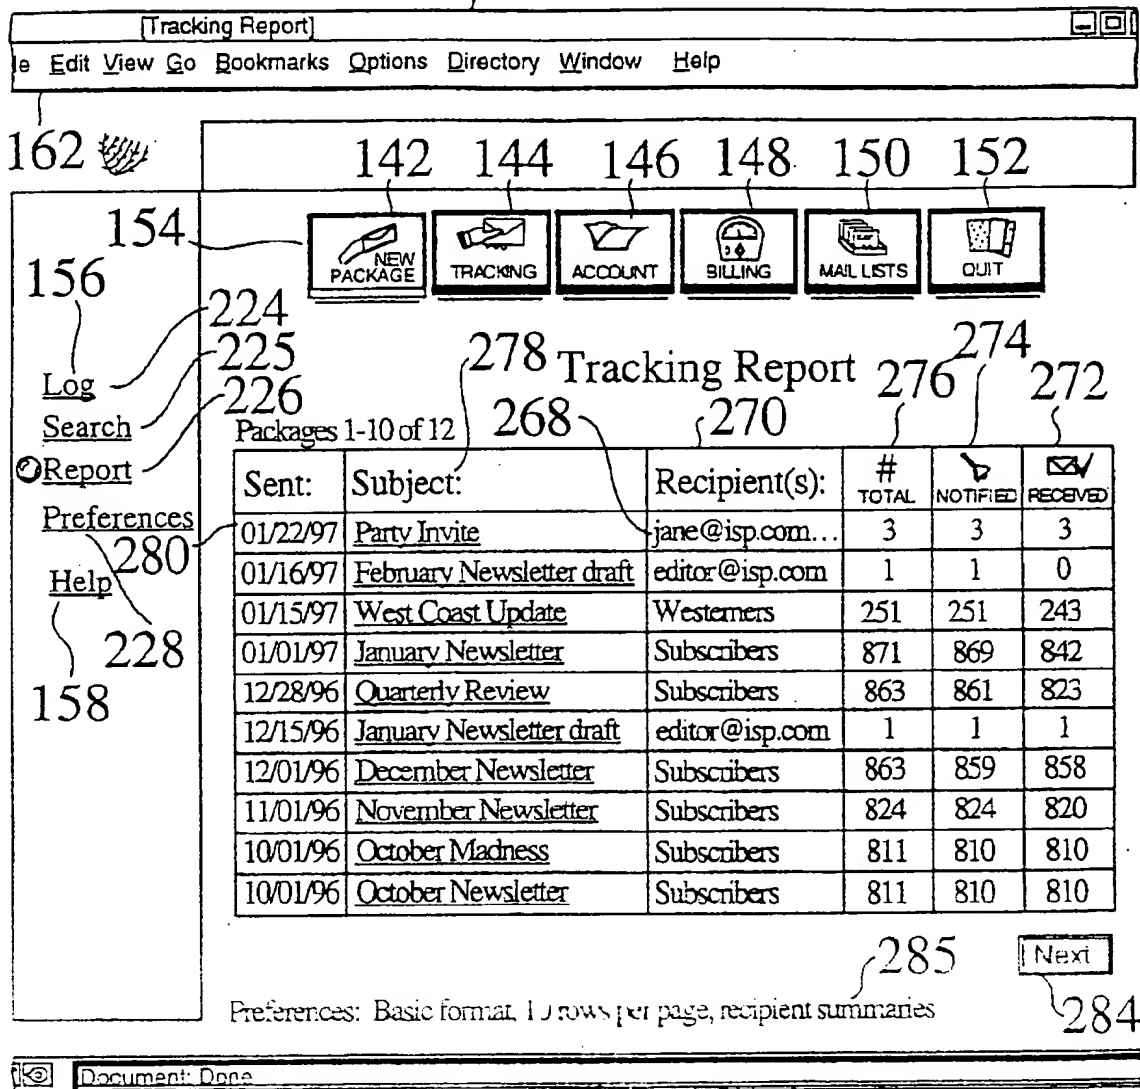 [Tracking Report]
le Edit View Go Bookmarks Options Directory Window Help
162
142 144 146 148 150 152
154
NEW PACKAGE TRACKING ACCOUNT BILLING MAIL LISTS QUIT
156
224
Log
225
Search
226
Report
Preferences
280
Help
228
158
278 Tracking Report 276 274 272
Packages 1-10 of 12 268 270
Sent: Subject: Recipient(s): # TOTAL NOTIFIED RECEIVED
01/22/97 Party Invite jane@isp.com... 3 3 3
01/16/97 February Newsletter draft editor@isp.com 1 1 0
01/15/97 West Coast Update Westerners 251 251 243
01/01/97 January Newsletter Subscribers 871 869 842
12/28/96 Quarterly Review Subscribers 863 861 823
12/15/96 January Newsletter draft editor@isp.com 1 1 1
12/01/96 December Newsletter Subscribers 863 859 858
11/01/96 November Newsletter Subscribers 824 824 820
10/01/96 October Madness Subscribers 811 810 810
10/01/96 October Newsletter Subscribers 811 810 810
285 Next
Preferences: Basic format, 10 rows per page, recipient summaries
284
Document: Done